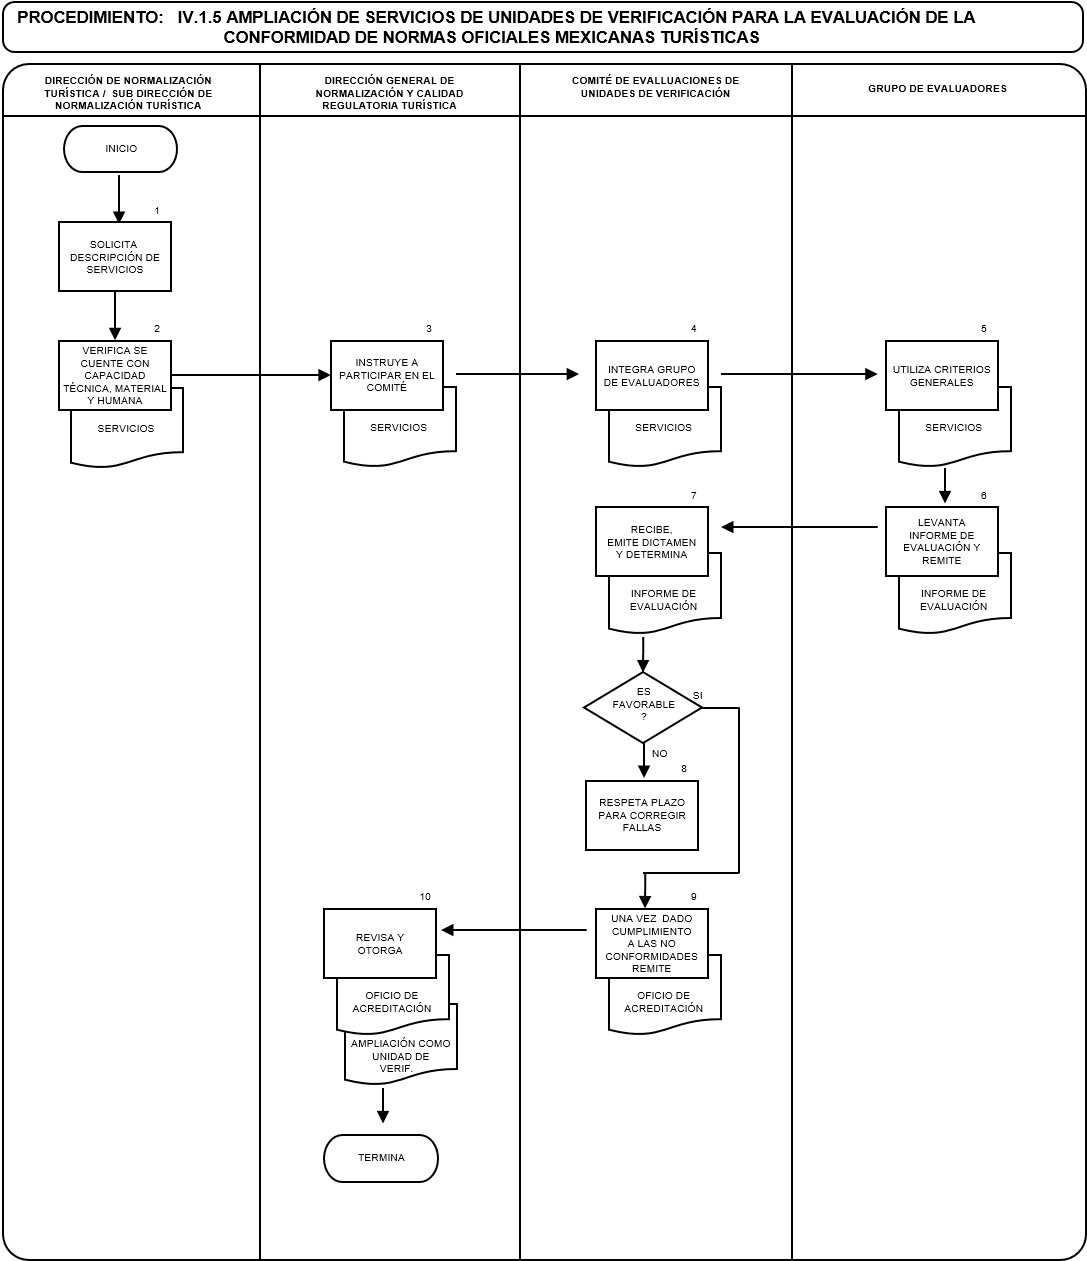 PROCEDIMIENTO: IV.1.5 AMPLIACIÓN DE SERVICIOS DE UNIDADES DE VERIFICACIÓN PARA LA EVALUACIÓN DE LA
CONFORMIDAD DE NORMAS OFICIALES MEXICANAS TURÍSTICAS
DIRECCIÓN DE NORMALIZACIÓN
TURÍSTICA / SUB DIRECCIÓN DE
NORMALIZACIÓN TURÍSTICA
DIRECCIÓN GENERAL DE
NORMALIZACIÓN Y CALIDAD
REGULATORIA TURÍSTICA
COMITÉ DE EVALLUACIONES DE
UNIDADES DE VERIFICACIÓN
GRUPO DE EVALUADORES
INICIO
1
SOLICITA
DESCRIPCIÓN DE
SERVICIOS
2
VERIFICA SE
CUENTE CON
CAPACIDAD
TÉCNICA, MATERIAL
Y HUMANA
SERVICIOS
3
INSTRUYE A
PARTICIPAR EN EL
COMITÉ
SERVICIOS
4
INTEGRA GRUPO
DE EVALUADORES
SERVICIOS
5
UTILIZA CRITERIOS
GENERALES
SERVICIOS
6
LEVANTA
INFORME DE
EVALUACIÓN Y
REMITE
INFORME DE
EVALUACIÓN
7
RECIBE,
EMITE DICTAMEN
Y DETERMINA
INFORME DE
EVALUACIÓN
ES
FAVORABLE
?
SI
NO
8
RESPETA PLAZO
PARA CORREGIR
FALLAS
9
UNA VEZ DADO
CUMPLIMIENTO
A LAS NO
CONFORMIDADES
REMITE
OFICIO DE
ACREDITACIÓN
10
REVISA Y
OTORGA
OFICIO DE
ACREDITACIÓN
AMPLIACIÓN COMO
UNIDAD DE
VERIF.
TERMINA